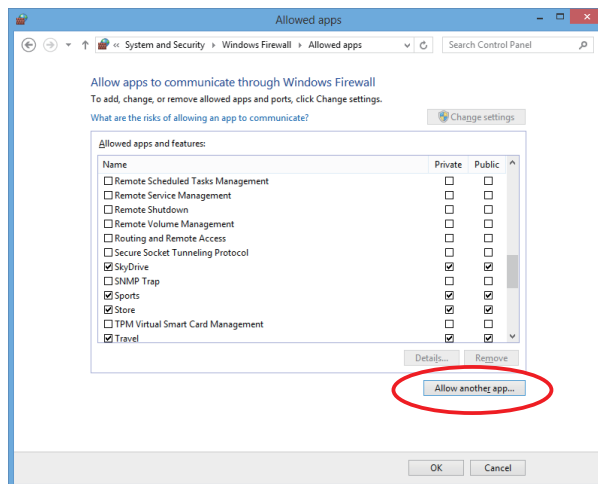 Allowed apps
« System and Security Windows Firewall Allowed apps
Search Control Panel
Allow apps to communicate through Windows Firewall
To add, change, or remove allowed apps and ports, click Change settings.
What are the risks of allowing an app to communicate?
Change settings
Allowed apps and features:
Name Private Public
Remote Scheduled Tasks Management
Remote Service Management
Remote Shutdown
Remote Volume Management
Routing and Remote Access
Secure Socket Tunneling Protocol
SkyDrive
SNMP Trap
Sports
Store
TPM Virtual Smart Card Management
Travel
Details... Remove
Allow another app...
OK Cancel